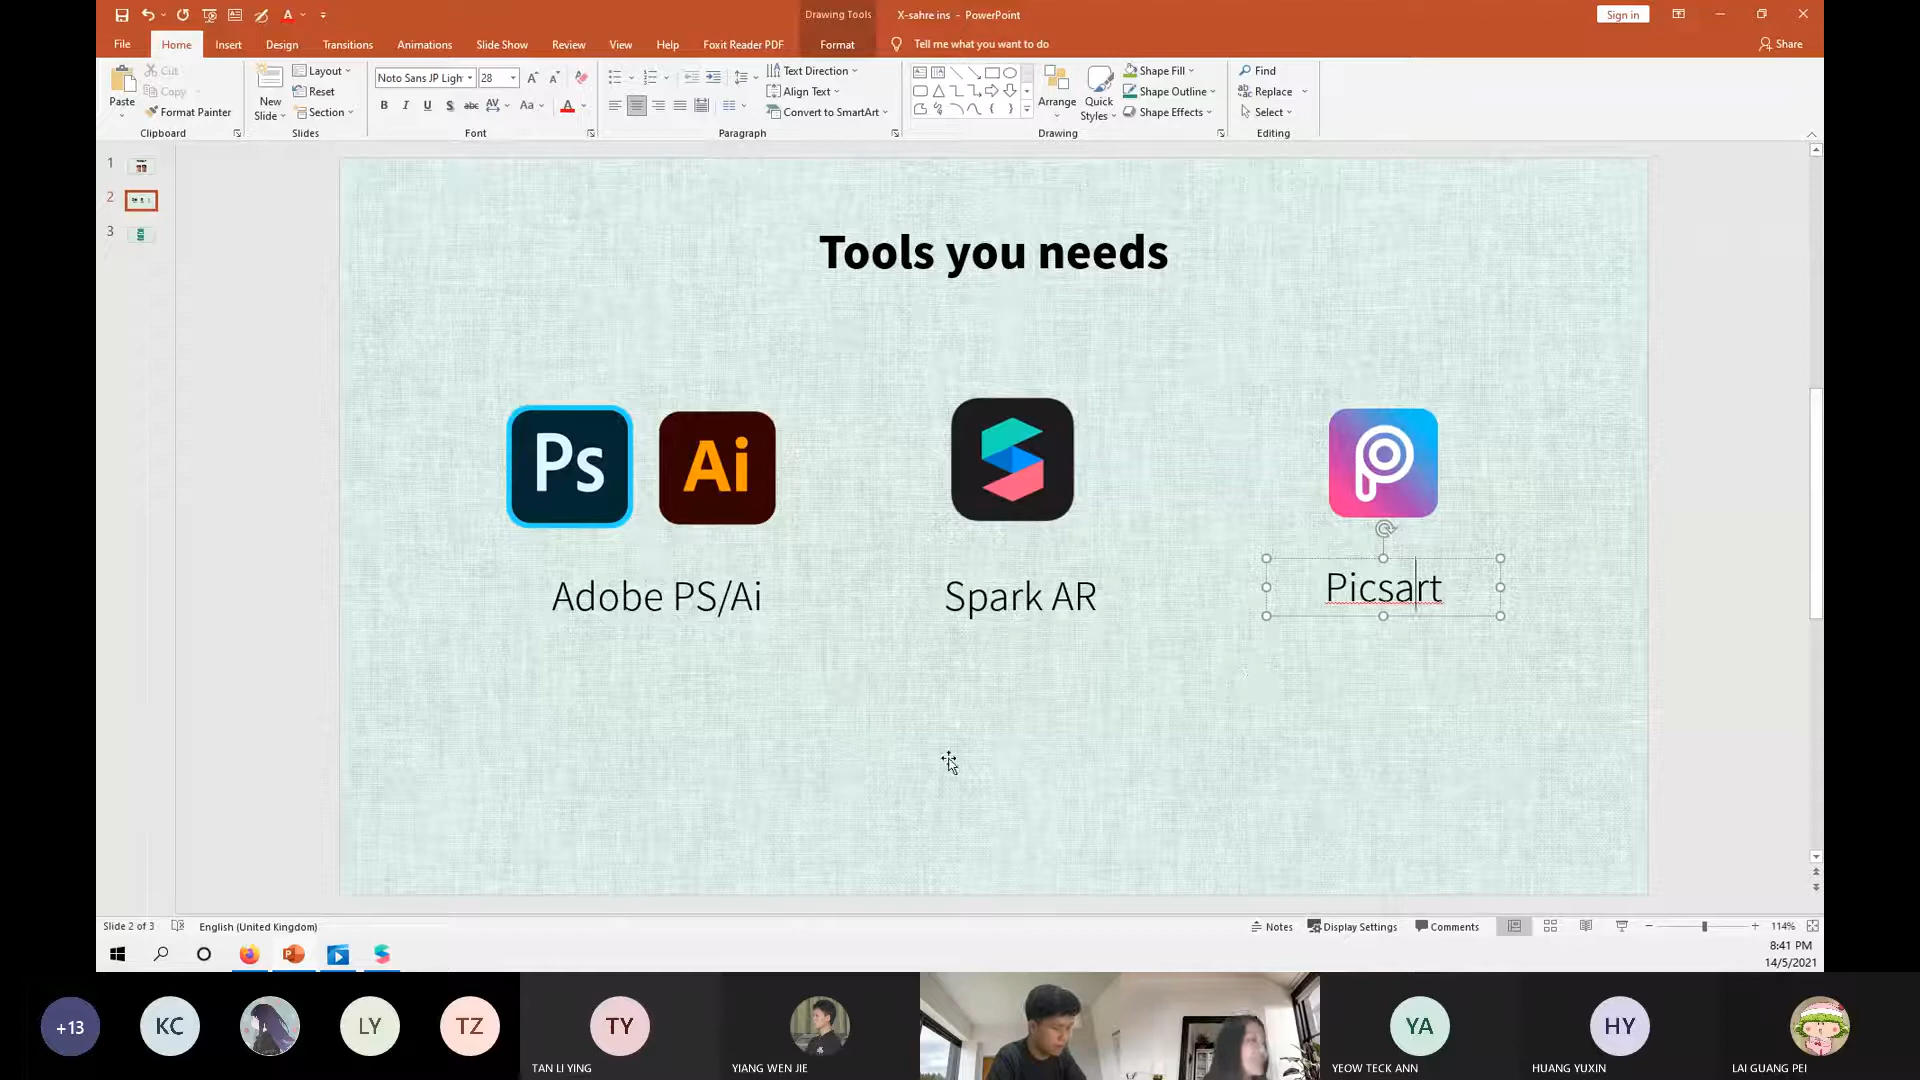 Drawing Tools
X-sahre ins - PowerPoint
Sign in
File Home Insert Design Transitions Animations Slide Show Review View Help Foxit Reader PDF Format Tell me what you want to do Share
Paste
Cut
Copy
Format Painter
Clipboard
New Slide
Layout
Reset
Section
Slides
Noto Sans JP Ligh
28
B I U S abc AV Aa A
Font
Text Direction
Align Text
Convert to SmartArt
Paragraph
Arrange
Quick Styles
Shape Fill
Shape Outline
Shape Effects
Drawing
Find
Replace
Select
Editing
1
2
3
Tools you needs
Ps
Ai
Adobe PS/Ai
Spark AR
Picsart
Slide 2 of 3
English (United Kingdom)
Notes
Display Settings
Comments
114%
8:41 PM
14/5/2021
+13
KC
LY
TZ
TY
TAN LI YING
YIANG WEN JIE
YA
YEOW TECK ANN
HY
HUANG YUXIN
LAI GUANG PEI